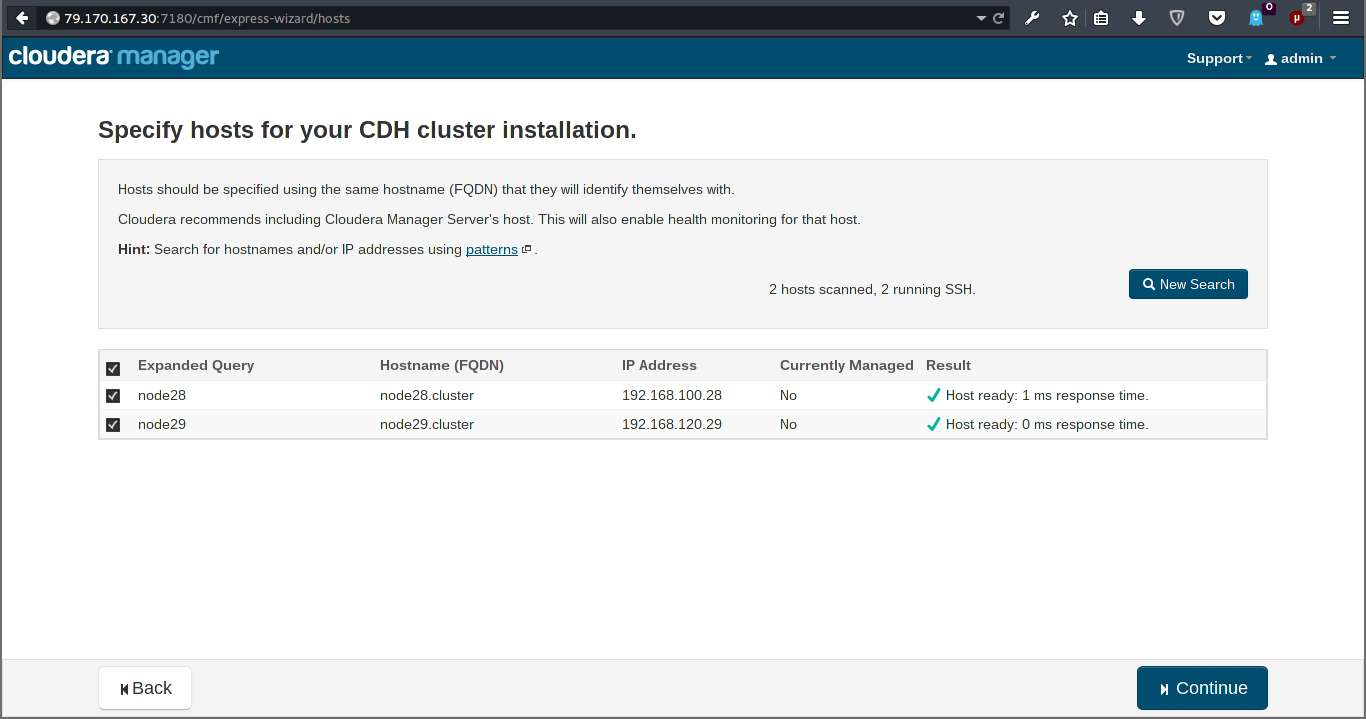 79.170.167.30:7180/cmf/express-wizard/hosts
0
µ 2
cloudera manager
Support admin
Specify hosts for your CDH cluster installation.
Hosts should be specified using the same hostname (FQDN) that they will identify themselves with.
Cloudera recommends including Cloudera Manager Server's host. This will also enable health monitoring for that host.
Hint: Search for hostnames and/or IP addresses using patterns .
2 hosts scanned, 2 running SSH.
New Search
Expanded Query Hostname (FQDN) IP Address Currently Managed Result
node28 node28.cluster 192.168.100.28 No Host ready: 1 ms response time.
node29 node29.cluster 192.168.120.29 No Host ready: 0 ms response time.
Back Continue